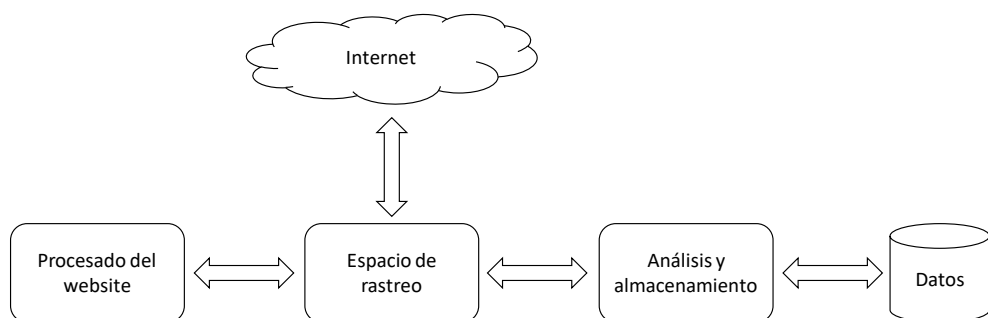 Internet
Procesado del
website
Espacio de
rastreo
Análisis y
almacenamiento
Datos